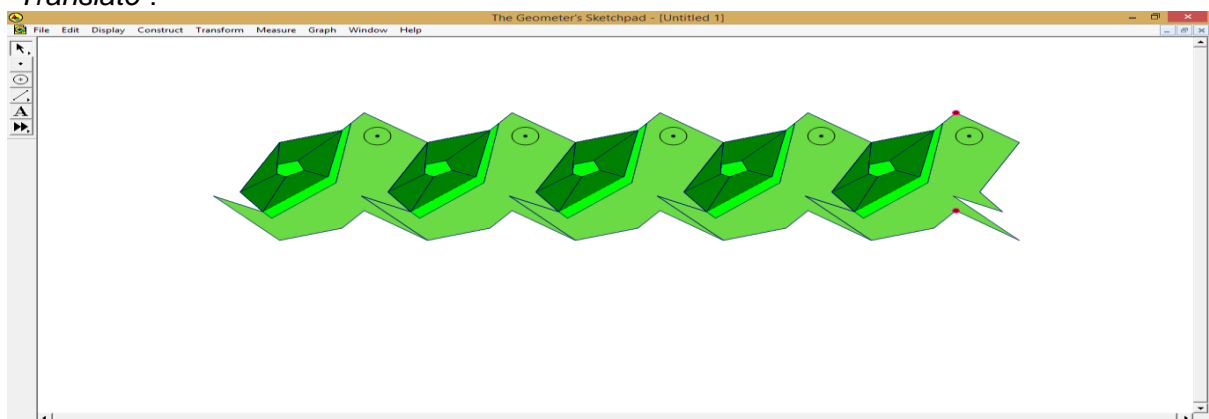 Translate".
The Geometer's Sketchpad - [Untitled 1]
File Edit Display Construct Transform Measure Graph Window Help
A